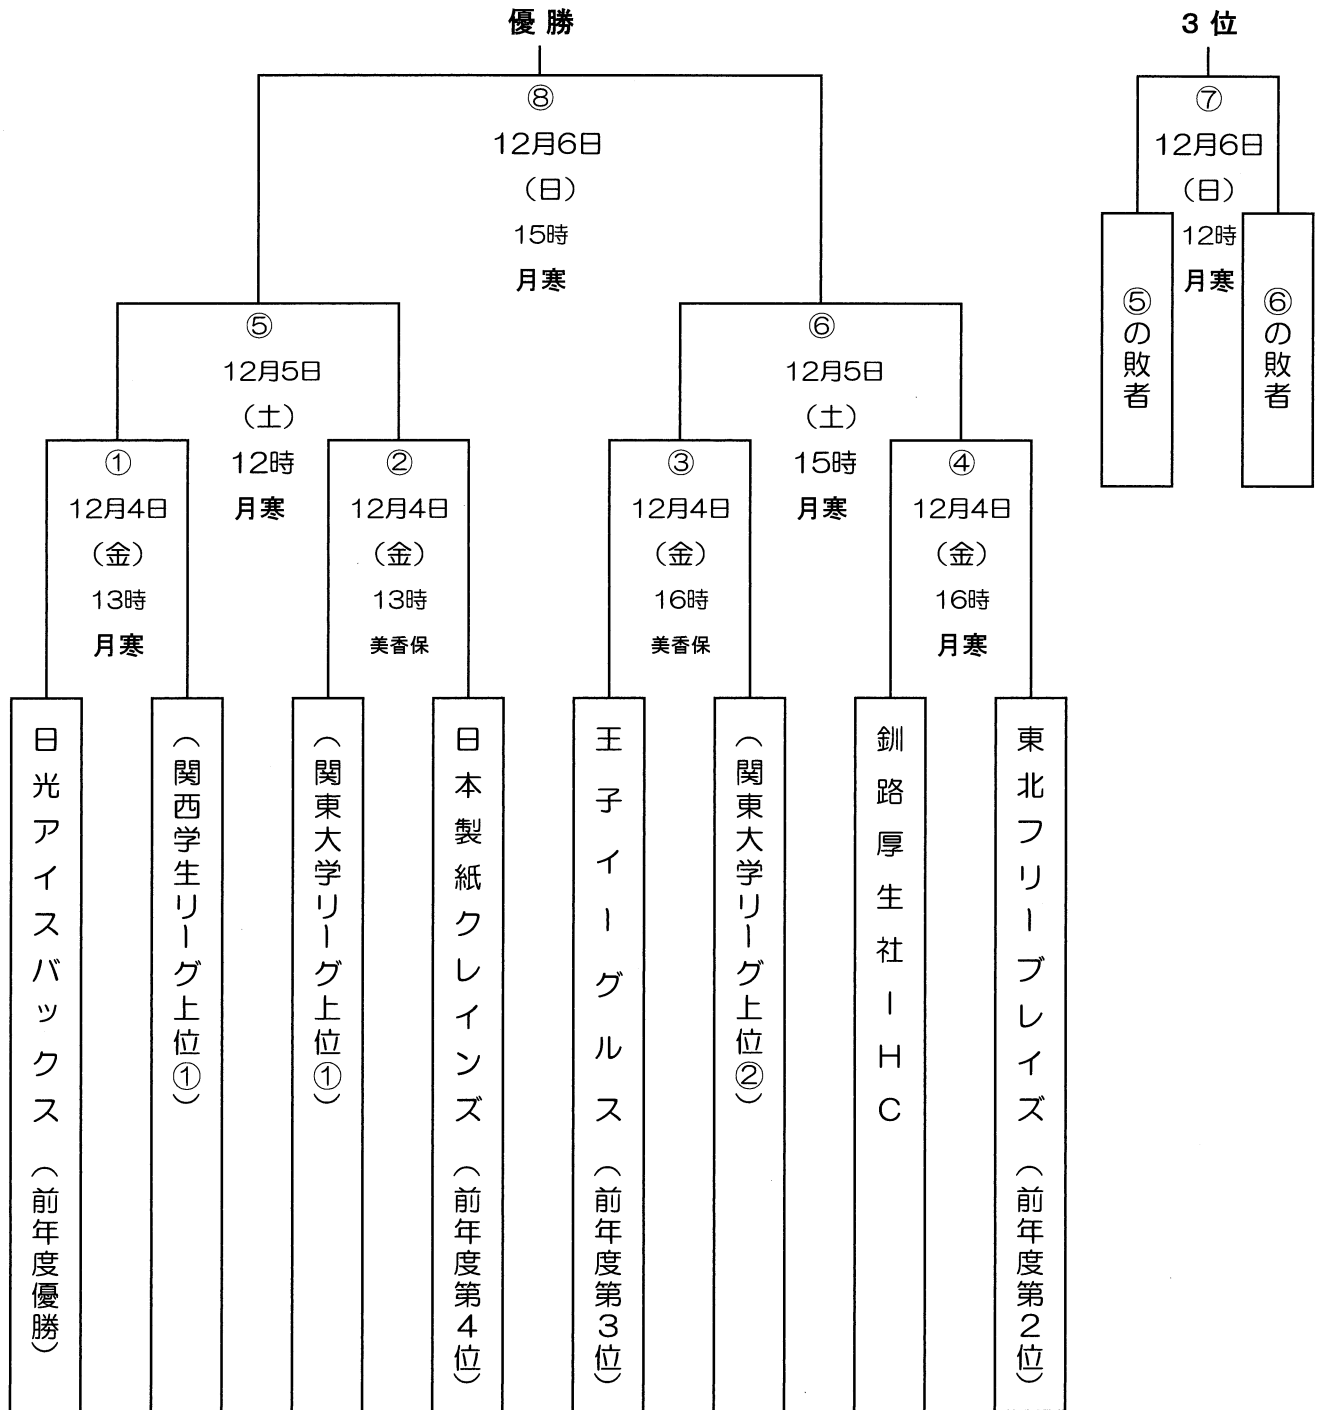 優勝
⑧
12月6日
（日）
15時
月寒
3位
⑦
12月6日
（日）
12時
月寒
⑤の敗者
⑥の敗者
⑤
12月5日
（土）
12時
月寒
⑥
12月5日
（土）
15時
月寒
①
12月4日
（金）
13時
月寒
②
12月4日
（金）
13時
美香保
③
12月4日
（金）
16時
美香保
④
12月4日
（金）
16時
月寒
日光アイスバックス（前年度優勝）
（関西学生リーグ上位①）
（関東大学リーグ上位①）
日本製紙クレインズ（前年度第4位）
王子イーグルス（前年度第3位）
（関東大学リーグ上位②）
釧路厚生社IHC
東北フリーブレイズ（前年度第2位）